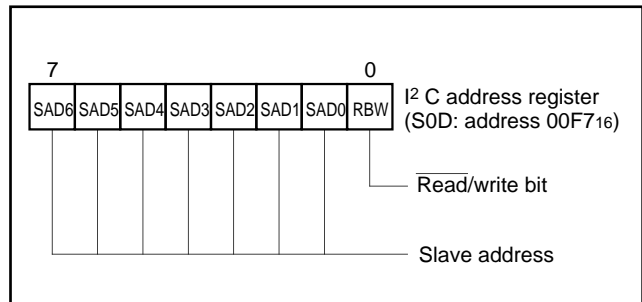 7 0
SAD6 SAD5 SAD4 SAD3 SAD2 SAD1 SAD0 RBW
I² C address register
(S0D: address 00F7₁₆)
R̅e̅a̅d̅/write bit
Slave address